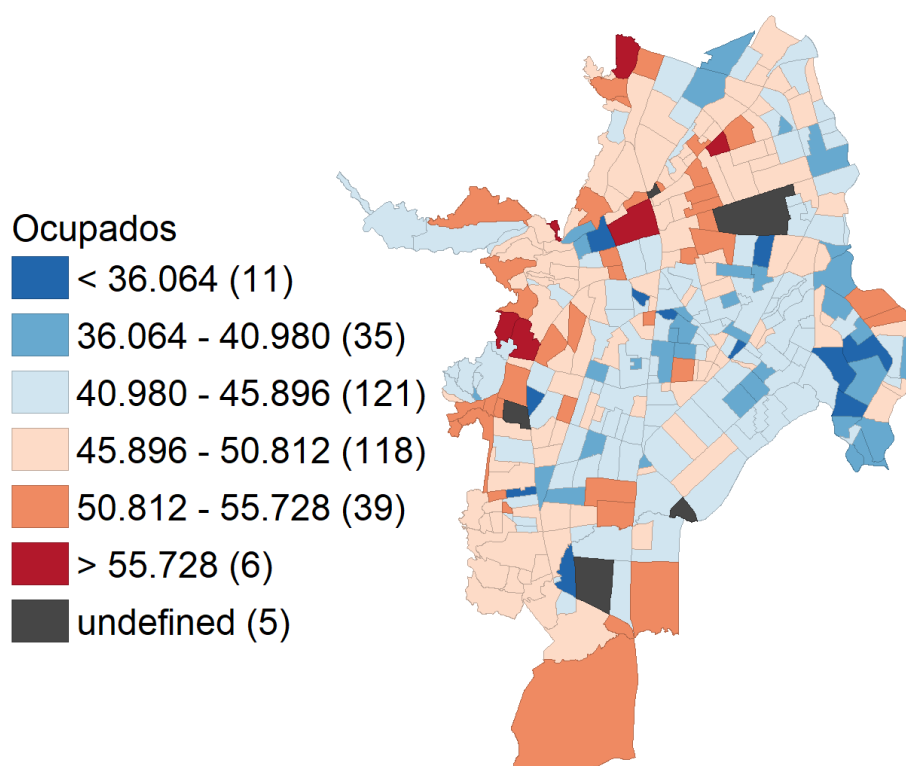 Ocupados
< 36.064 (11)
36.064 - 40.980 (35)
40.980 - 45.896 (121)
45.896 - 50.812 (118)
50.812 - 55.728 (39)
> 55.728 (6)
undefined (5)